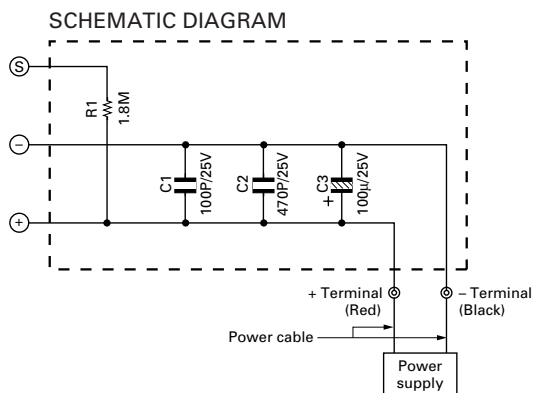 SCHEMATIC DIAGRAM
S
R1
1.8M
−
C1
100P/25V
C2
470P/25V
+ C3
100µ/25V
+
+ Terminal
(Red)
– Terminal
(Black)
Power cable
Power
supply